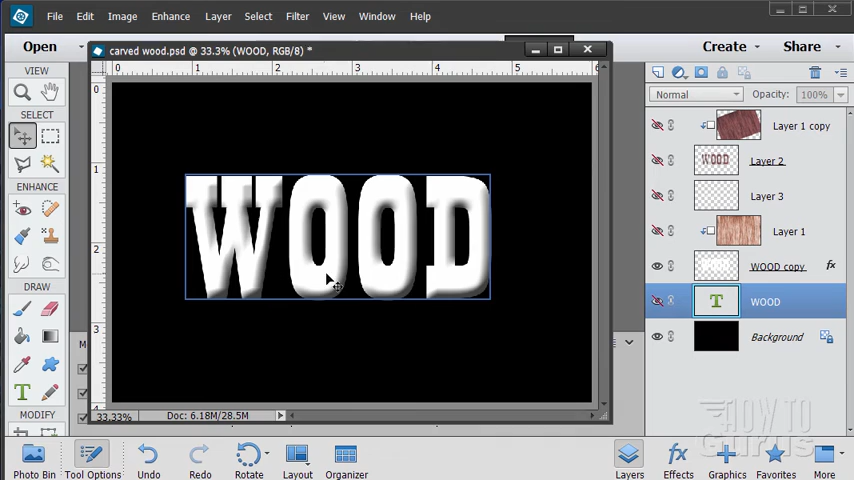 File Edit Image Enhance Layer Select Filter View Window Help
Open
Create
Share
carved wood.psd @ 33.3% (WOOD, RGB/8) *
VIEW
SELECT
ENHANCE
DRAW
MODIFY
0 1 2 3 4 5
0
1
2
3
WOOD
33.33%
Doc: 6.18M/28.5M
Normal
Opacity: 100%
Layer 1 copy
WOOD
Layer 2
Layer 3
Layer 1
WOOD copy fx
T WOOD
Background
HOW TO
Gurus
Photo Bin
Tool Options
Undo
Redo
Rotate
Layout
Organizer
Layers
fx
Effects
Graphics
Favorites
More